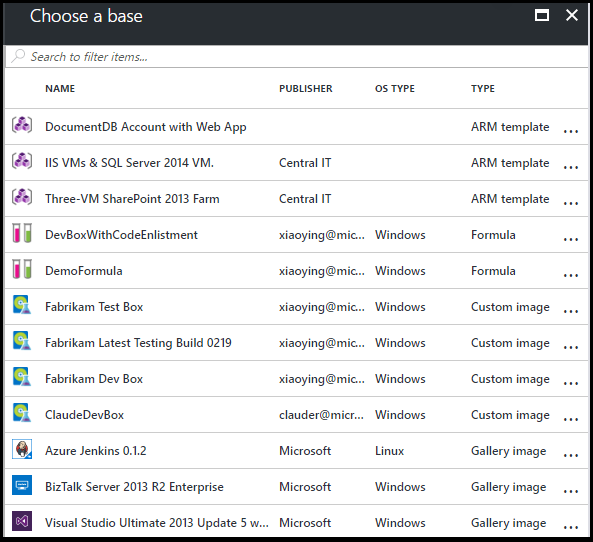 Choose a base
Search to filter items...
NAME PUBLISHER OS TYPE TYPE
DocumentDB Account with Web App ARM template ...
IIS VMs & SQL Server 2014 VM. Central IT ARM template ...
Three-VM SharePoint 2013 Farm Central IT ARM template ...
DevBoxWithCodeEnlistment xiaoying@mic... Windows Formula ...
DemoFormula xiaoying@mic... Windows Formula ...
Fabrikam Test Box xiaoying@mic... Windows Custom image ...
Fabrikam Latest Testing Build 0219 xiaoying@mic... Windows Custom image ...
Fabrikam Dev Box xiaoying@mic... Windows Custom image ...
ClaudeDevBox clauder@micr... Windows Custom image ...
Azure Jenkins 0.1.2 Microsoft Linux Gallery image ...
BizTalk Server 2013 R2 Enterprise Microsoft Windows Gallery image ...
Visual Studio Ultimate 2013 Update 5 w... Microsoft Windows Gallery image ...